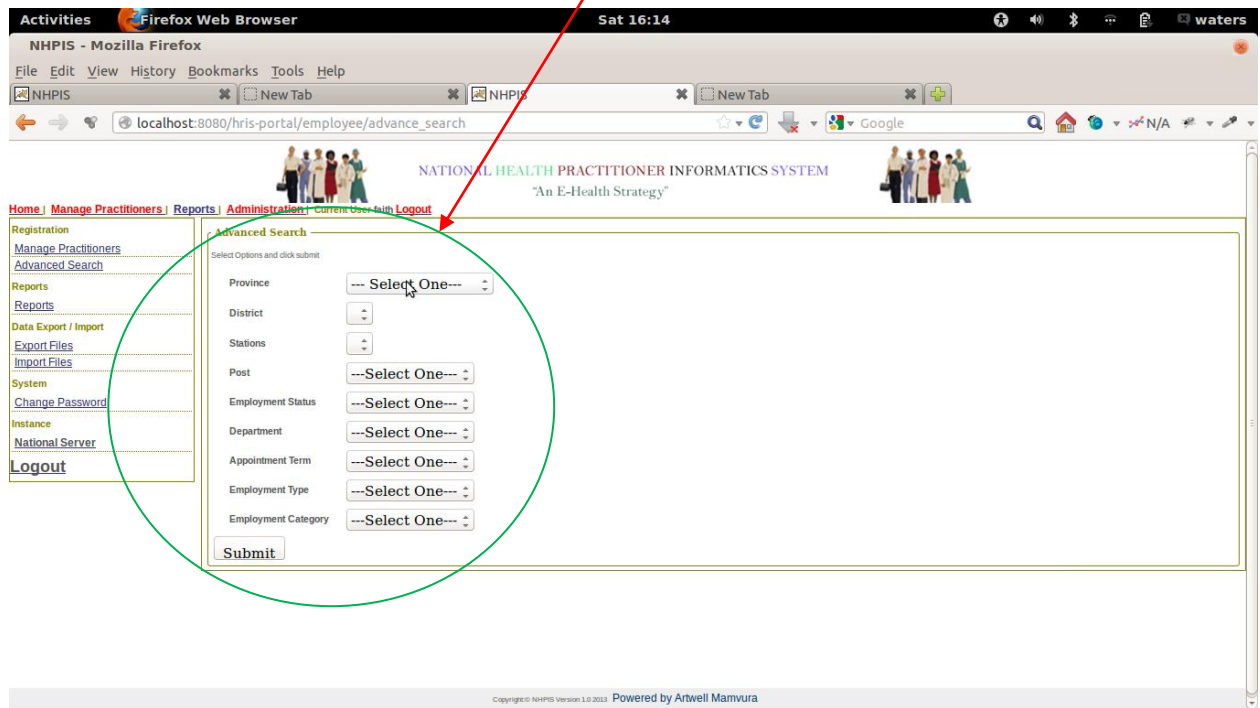 Activities Firefox Web Browser Sat 16:14 waters
NHPIS - Mozilla Firefox
File Edit View History Bookmarks Tools Help
NHPIS New Tab NHPIS New Tab
localhost:8080/hris-portal/employee/advance_search Google N/A
NATIONAL HEALTH PRACTITIONER INFORMATICS SYSTEM
"An E-Health Strategy"
Home | Manage Practitioners | Reports | Administration | Current User faith Logout
Registration
Manage Practitioners
Advanced Search
Reports
Reports
Data Export / Import
Export Files
Import Files
System
Change Password
Instance
National Server
Logout
Advanced Search
Select Options and click submit
Province --- Select One---
District
Stations
Post ---Select One---
Employment Status ---Select One---
Department ---Select One---
Appointment Term ---Select One---
Employment Type ---Select One---
Employment Category ---Select One---
Submit
Copyright© NHPIS Version 1.0 2013 Powered by Artwell Mamvura